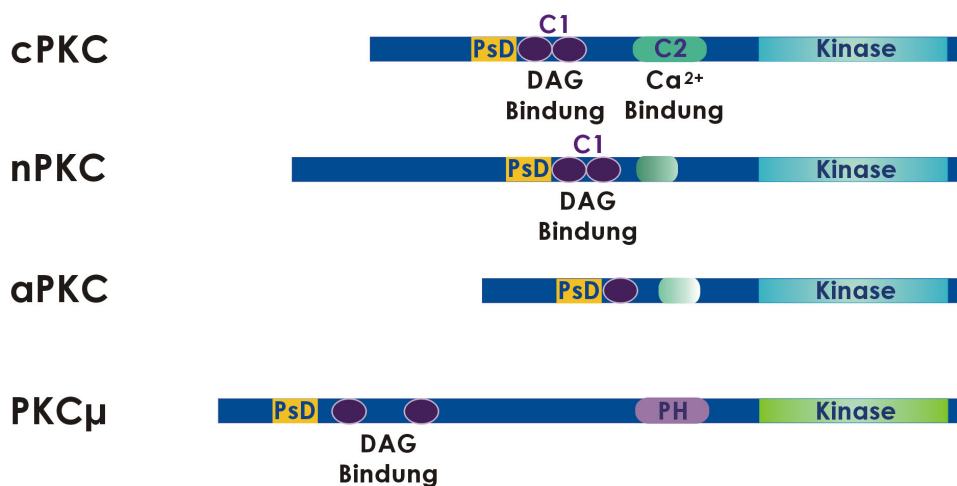 C1
cPKC PsD C2 Kinase
DAG Ca²⁺
Bindung Bindung
C1
nPKC PsD Kinase
DAG
Bindung
aPKC PsD Kinase
PKCµ PsD PH Kinase
DAG
Bindung